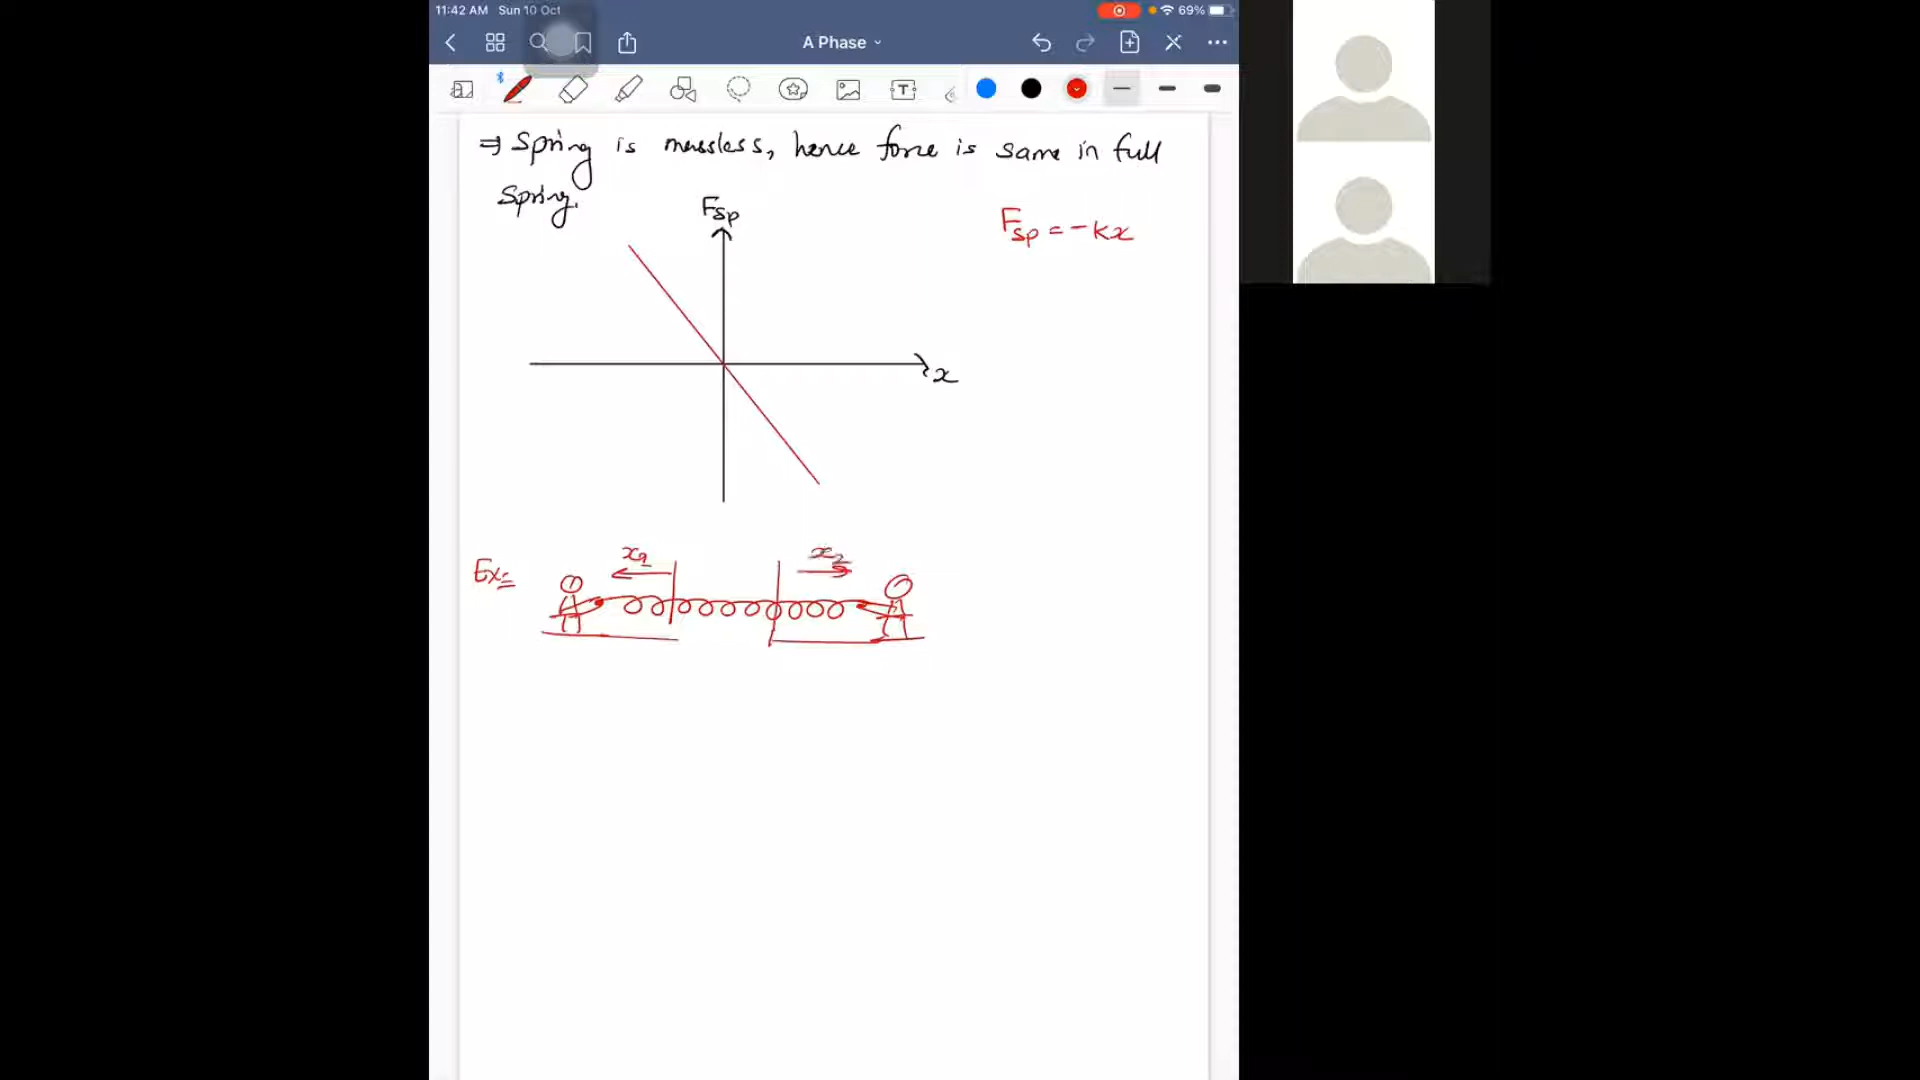 11:42 AM Sun 10 Oct
69%
A Phase
⇒ Spring is massless, hence force is same in full
Spring.
Fsp
Fsp = -kx
x
x1
x2
Ex=